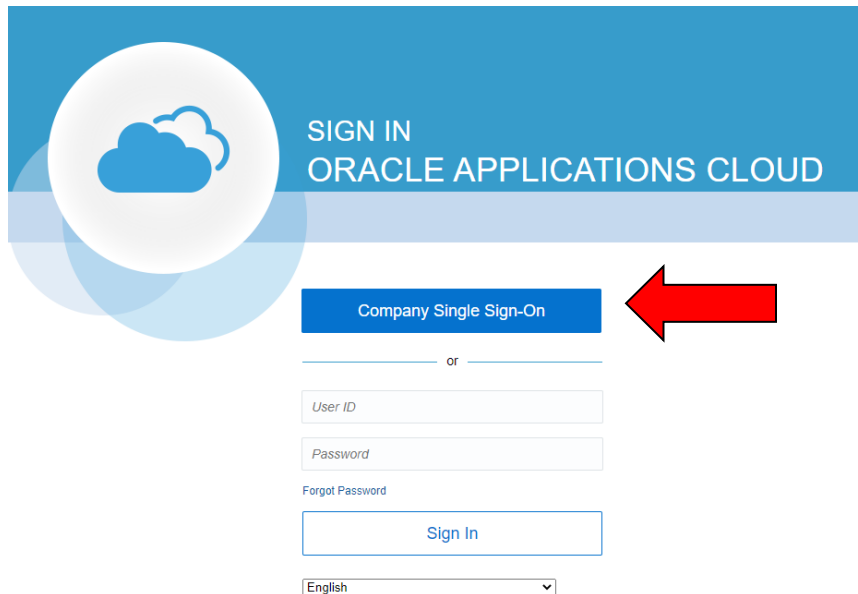 SIGN IN
ORACLE APPLICATIONS CLOUD
Company Single Sign-On
or
User ID
Password
Forgot Password
Sign In
English